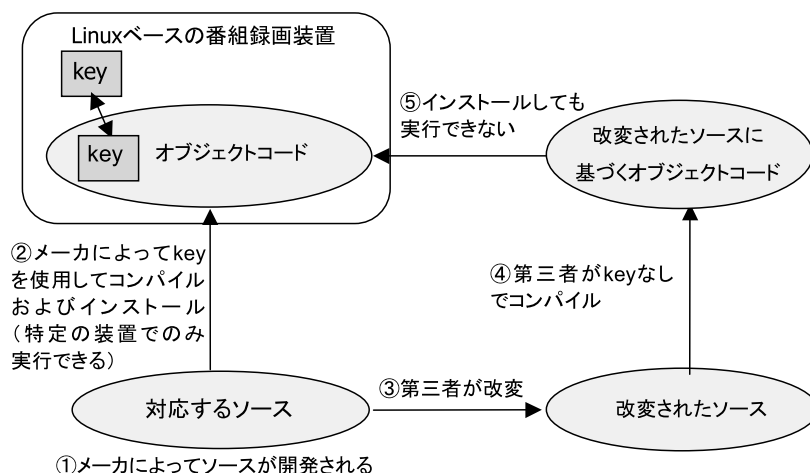 Linuxベースの番組録画装置
key
key
オブジェクトコード
⑤インストールしても
実行できない
改変されたソースに
基づくオブジェクトコード
②メーカによってkey
を使用してコンパイル
およびインストール
(特定の装置でのみ
実行できる)
④第三者がkeyなし
でコンパイル
対応するソース
③第三者が改変
改変されたソース
①メーカによってソースが開発される